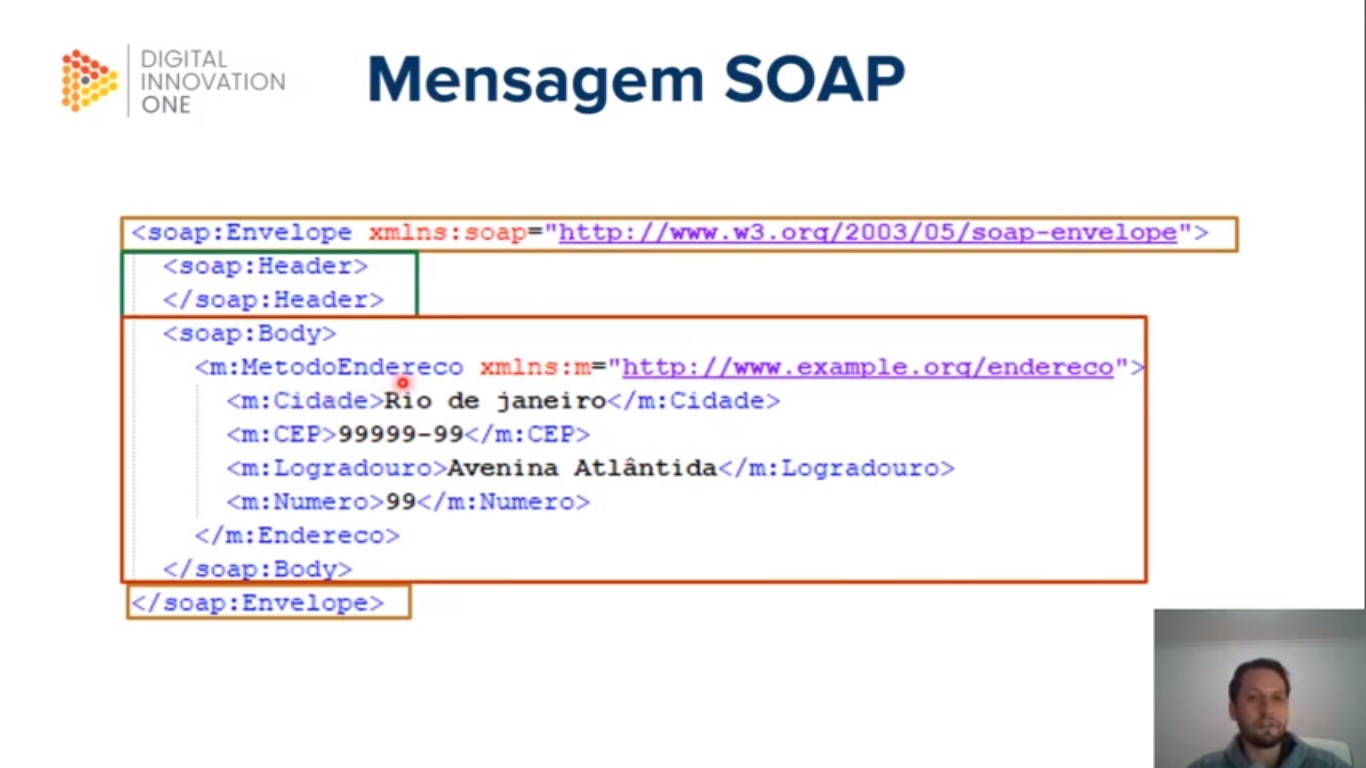 DIGITAL
INNOVATION
ONE
Mensagem SOAP
<soap:Envelope xmlns:soap="http://www.w3.org/2003/05/soap-envelope">
<soap:Header>
</soap:Header>
<soap:Body>
<m:MetodoEndereco xmlns:m="http://www.example.org/endereco">
<m:Cidade>Rio de janeiro</m:Cidade>
<m:CEP>99999-99</m:CEP>
<m:Logradouro>Avenina Atlântida</m:Logradouro>
<m:Numero>99</m:Numero>
</m:Endereco>
</soap:Body>
</soap:Envelope>